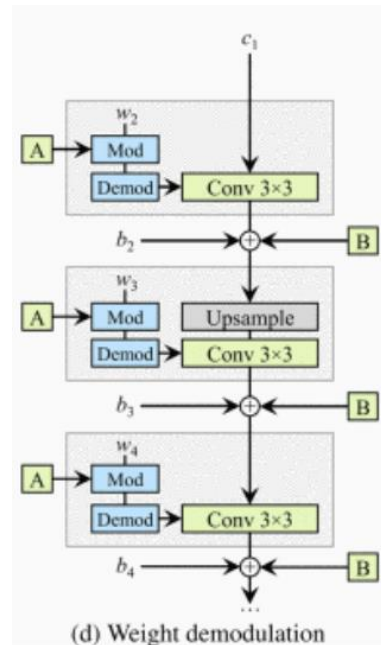 c₁
w₂
A Mod
Demod Conv 3×3
b₂ + B
w₃
A Mod Upsample
Demod Conv 3×3
b₃ + B
w₄
A Mod
Demod Conv 3×3
b₄ + B
...
(d) Weight demodulation